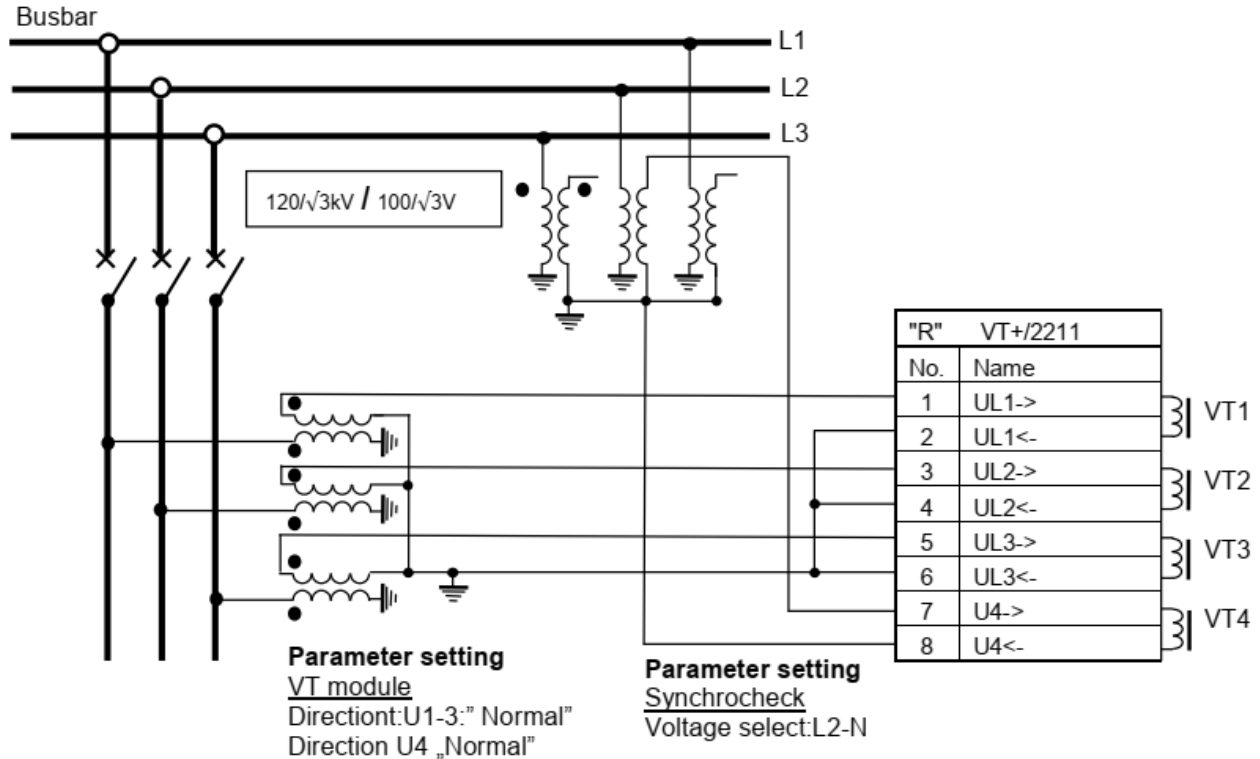 Busbar
L1
L2
L3
120/√3kV / 100/√3V
"R" VT+/2211
No. Name
1 UL1->
2 UL1<-
VT1
3 UL2->
4 UL2<-
VT2
5 UL3->
6 UL3<-
VT3
7 U4->
8 U4<-
VT4
Parameter setting
VT module
Directiont:U1-3:” Normal”
Direction U4 „Normal”
Parameter setting
Synchrocheck
Voltage select:L2-N